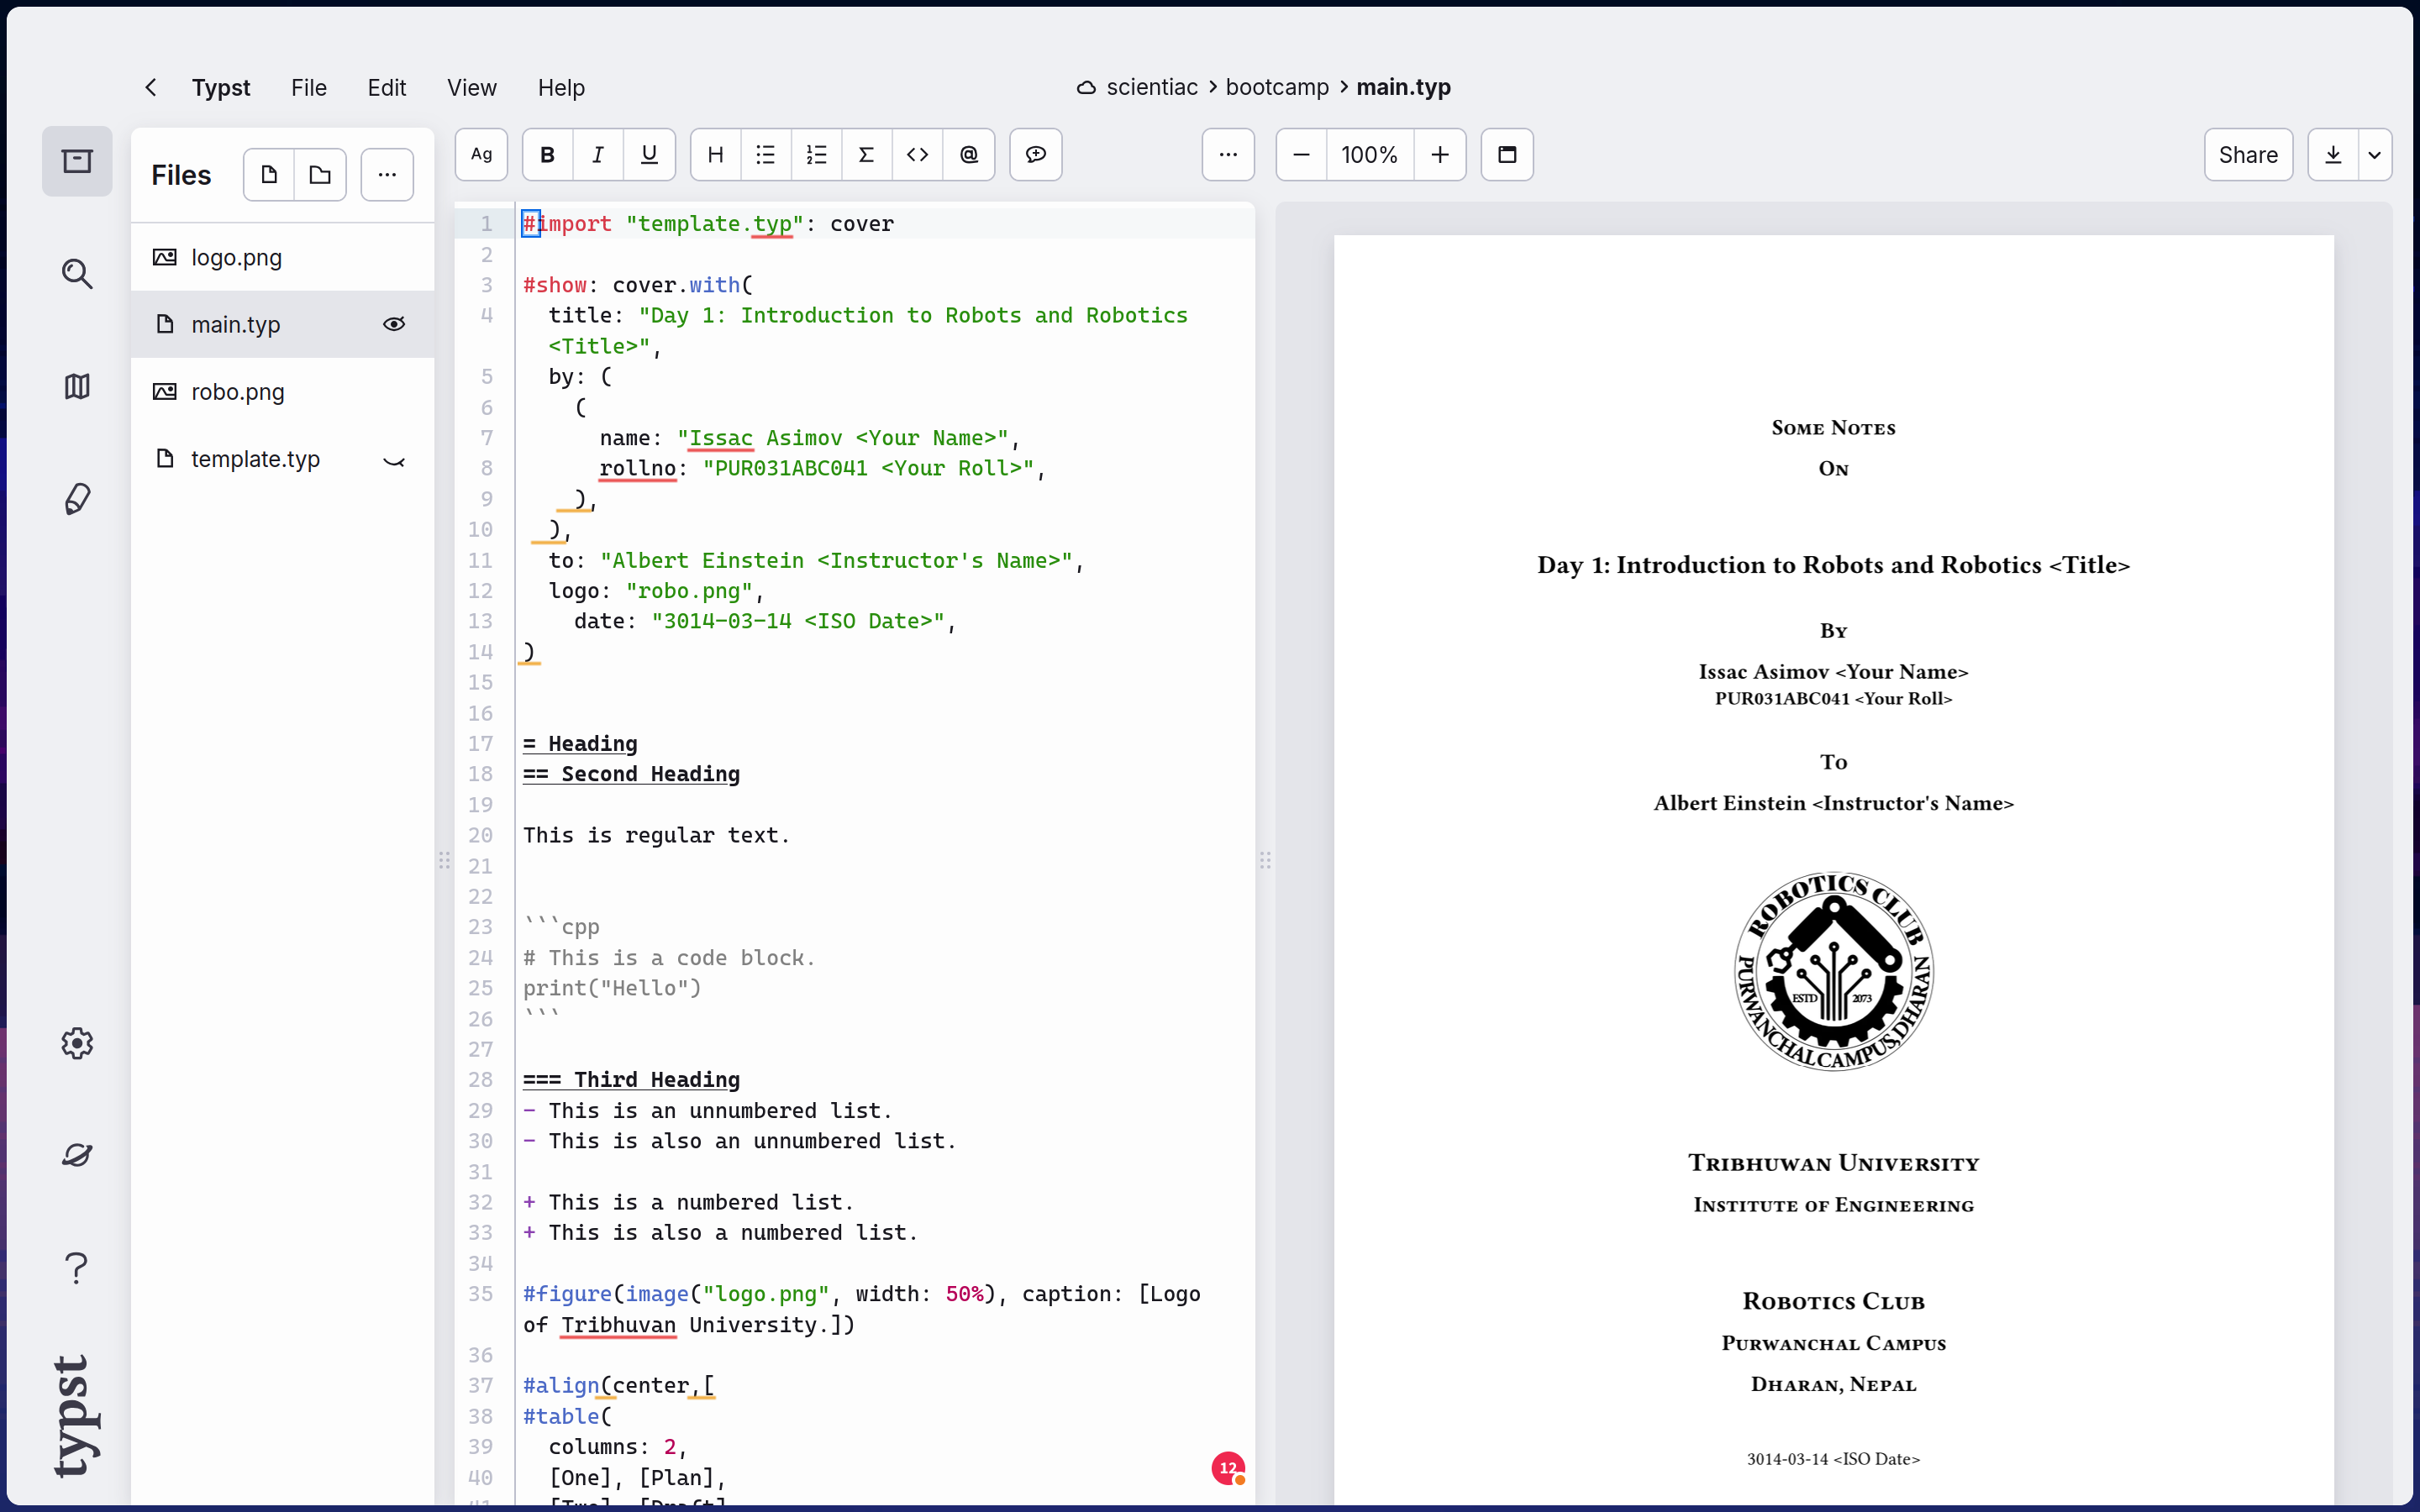 Typst File Edit View Help
scientiac > bootcamp > main.typ
Files
Ag B I U H Σ <> @ ... 100% Share
logo.png
main.typ
robo.png
template.typ
typst
1 #import "template.typ": cover
2
3 #show: cover.with(
4 title: "Day 1: Introduction to Robots and Robotics
<Title>",
5 by: (
6 (
7 name: "Issac Asimov <Your Name>",
8 rollno: "PUR031ABC041 <Your Roll>",
9 ),
10 ),
11 to: "Albert Einstein <Instructor's Name>",
12 logo: "robo.png",
13 date: "3014-03-14 <ISO Date>",
14 )
15
16
17 = Heading
18 == Second Heading
19
20 This is regular text.
21
22
23 ```cpp
24 # This is a code block.
25 print("Hello")
26 ```
27
28 === Third Heading
29 - This is an unnumbered list.
30 - This is also an unnumbered list.
31
32 + This is a numbered list.
33 + This is also a numbered list.
34
35 #figure(image("logo.png", width: 50%), caption: [Logo
of Tribhuvan University.])
36
37 #align(center,[
38 #table(
39 columns: 2,
40 [One], [Plan],
12
Some Notes
On
Day 1: Introduction to Robots and Robotics <Title>
By
Issac Asimov <Your Name>
PUR031ABC041 <Your Roll>
To
Albert Einstein <Instructor's Name>
ROBOTICS CLUB
ESTD 2073
PURWANCHAL CAMPUS, DHARAN
Tribhuwan University
Institute of Engineering
Robotics Club
Purwanchal Campus
Dharan, Nepal
3014-03-14 <ISO Date>